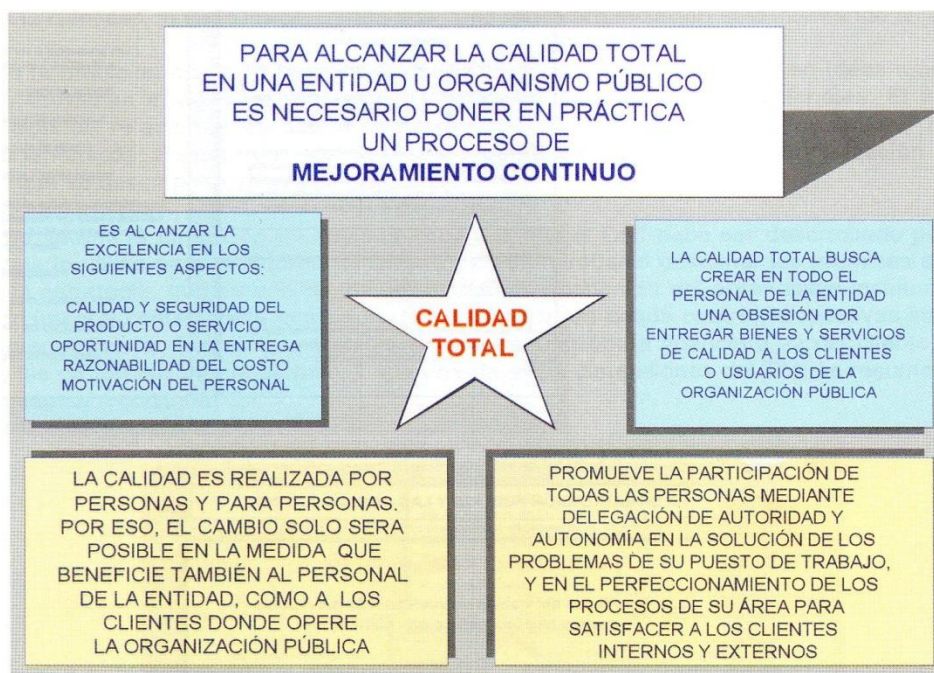 PARA ALCANZAR LA CALIDAD TOTAL
EN UNA ENTIDAD U ORGANISMO PÚBLICO
ES NECESARIO PONER EN PRÁCTICA
UN PROCESO DE
MEJORAMIENTO CONTINUO
ES ALCANZAR LA
EXCELENCIA EN LOS
SIGUIENTES ASPECTOS:
CALIDAD Y SEGURIDAD DEL
PRODUCTO O SERVICIO
OPORTUNIDAD EN LA ENTREGA
RAZONABILIDAD DEL COSTO
MOTIVACIÓN DEL PERSONAL
CALIDAD
TOTAL
LA CALIDAD TOTAL BUSCA
CREAR EN TODO EL
PERSONAL DE LA ENTIDAD
UNA OBSESIÓN POR
ENTREGAR BIENES Y SERVICIOS
DE CALIDAD A LOS CLIENTES
O USUARIOS DE LA
ORGANIZACIÓN PÚBLICA
LA CALIDAD ES REALIZADA POR
PERSONAS Y PARA PERSONAS.
POR ESO, EL CAMBIO SOLO SERA
POSIBLE EN LA MEDIDA QUE
BENEFICIE TAMBIÉN AL PERSONAL
DE LA ENTIDAD, COMO A LOS
CLIENTES DONDE OPERE
LA ORGANIZACIÓN PÚBLICA
PROMUEVE LA PARTICIPACIÓN DE
TODAS LAS PERSONAS MEDIANTE
DELEGACIÓN DE AUTORIDAD Y
AUTONOMÍA EN LA SOLUCIÓN DE LOS
PROBLEMAS DE SU PUESTO DE TRABAJO,
Y EN EL PERFECCIONAMIENTO DE LOS
PROCESOS DE SU ÁREA PARA
SATISFACER A LOS CLIENTES
INTERNOS Y EXTERNOS